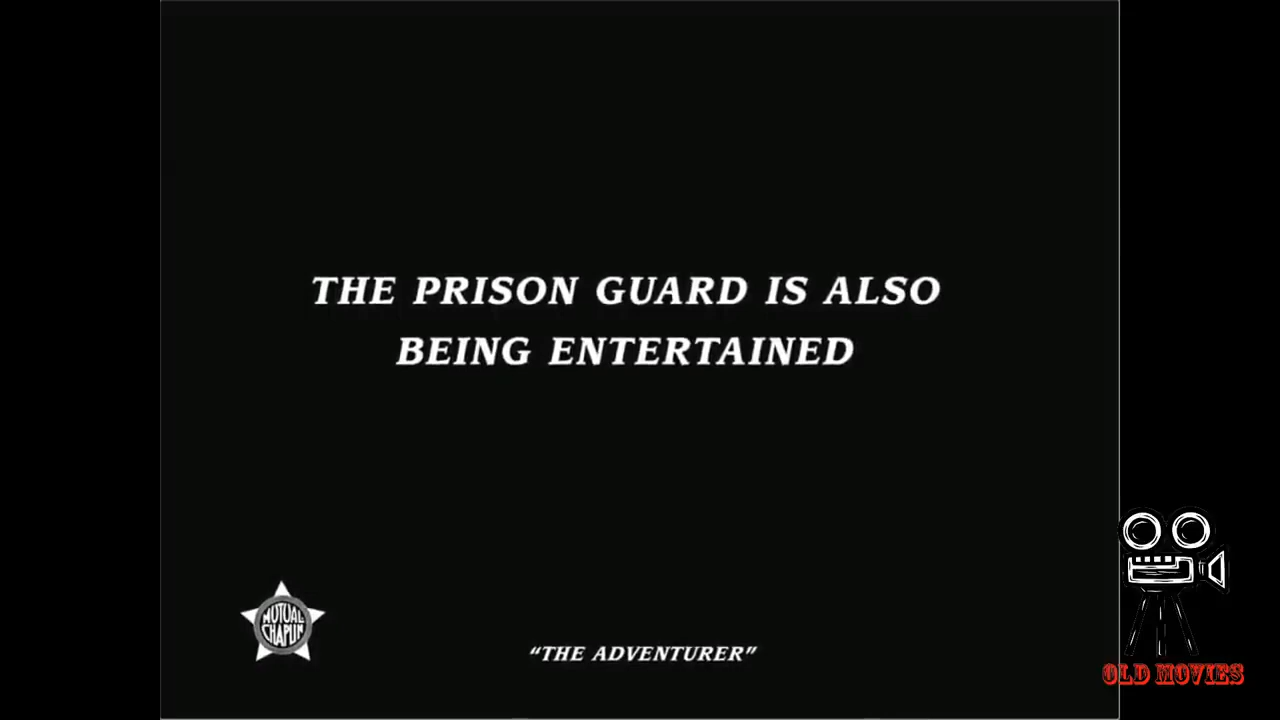 THE PRISON GUARD IS ALSO
BEING ENTERTAINED
MUTUAL
CHAPLIN
"THE ADVENTURER"
OLD MOVIES